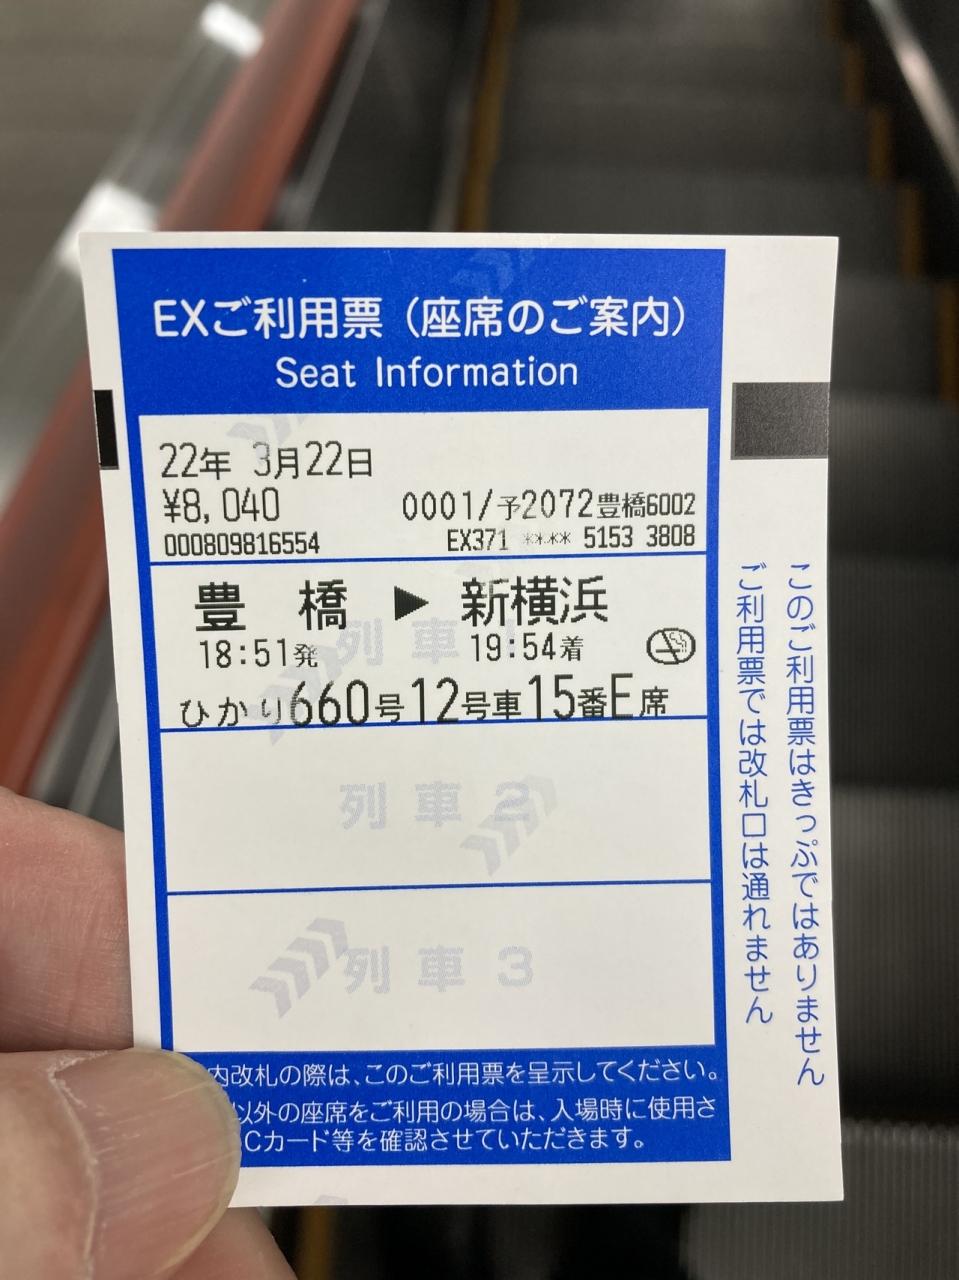 EXご利用票（座席のご案内）
Seat Information
22年 3月22日
¥8,040 0001/予2072豊橋6002
000809816554 EX371 **** 5153 3808
豊 橋 ▶ 新横浜
18:51発 19:54着
ひかり660号12号車15番E席
列車1
列車2
列車3
内改札の際は、このご利用票を呈示してください。
以外の座席をご利用の場合は、入場時に使用さ
Cカード等を確認させていただきます。
このご利用票はきっぷではありません
ご利用票では改札口は通れません